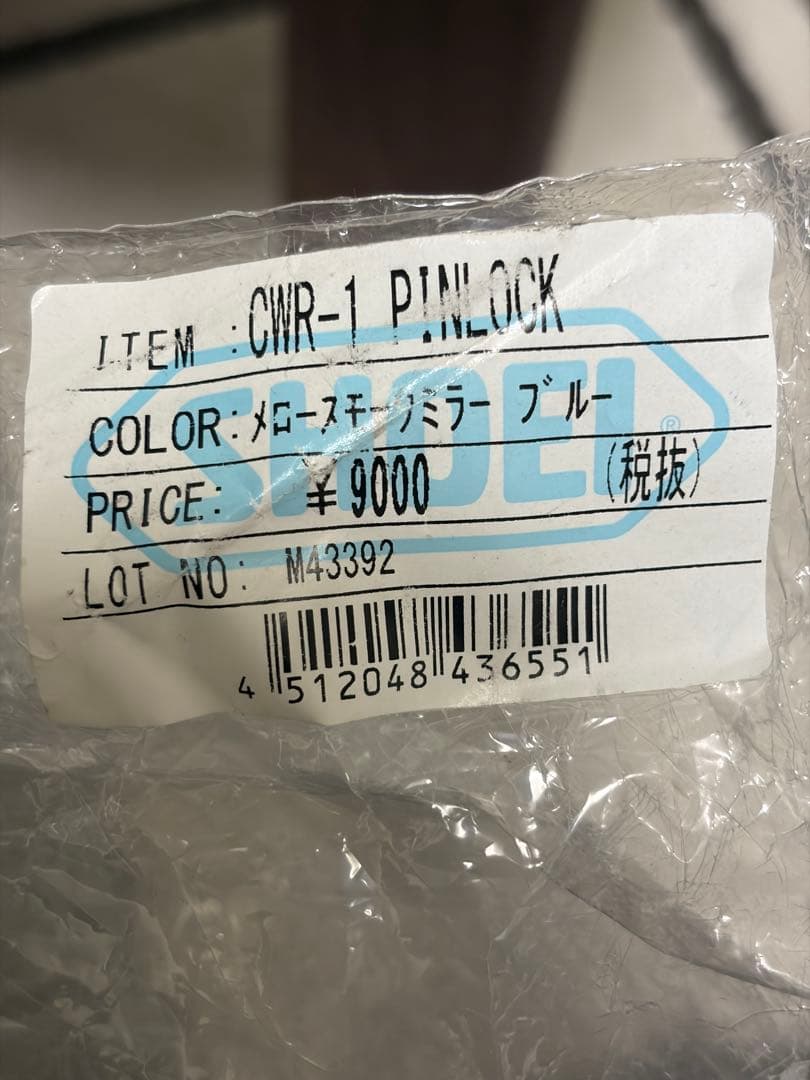 ITEM :CWR-1 PINLOCK
COLOR:メロースモークミラー ブルー
SHOEI®
PRICE: ¥9000 (税抜)
LOT NO: M43392
4 512048 436551